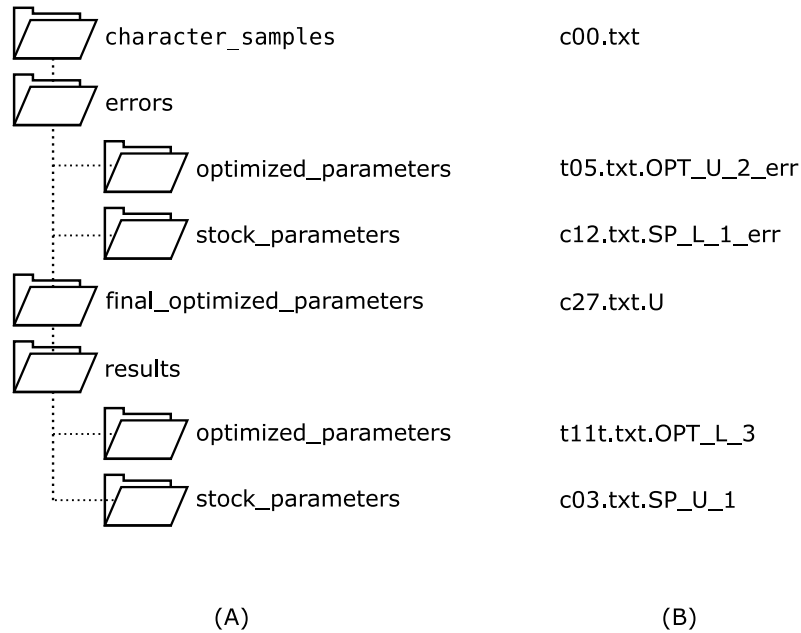 character_samples c00.txt
errors
optimized_parameters t05.txt.OPT_U_2_err
stock_parameters c12.txt.SP_L_1_err
final_optimized_parameters c27.txt.U
results
optimized_parameters t11t.txt.OPT_L_3
stock_parameters c03.txt.SP_U_1
(A) (B)